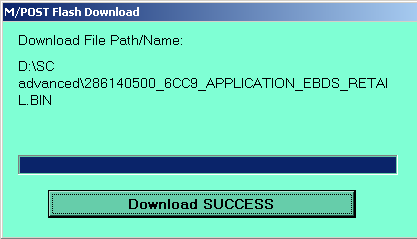 M/POST Flash Download
Download File Path/Name:
D:\SC
advanced\286140500_6CC9_APPLICATION_EBDS_RETAI
L.BIN
Download SUCCESS